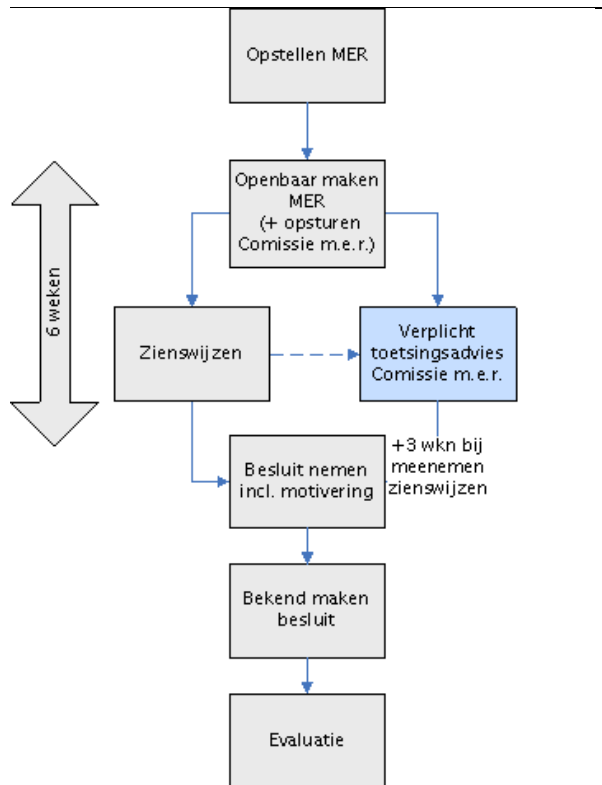 Opstellen MER
Openbaar maken
MER
(+ opsturen
Comissie m.e.r.)
6 weken
Zienswijzen
Verplicht
toetsingsadvies
Comissie m.e.r.
+3 wkn bij
meenemen
zienswijzen
Besluit nemen
incl. motivering
Bekend maken
besluit
Evaluatie